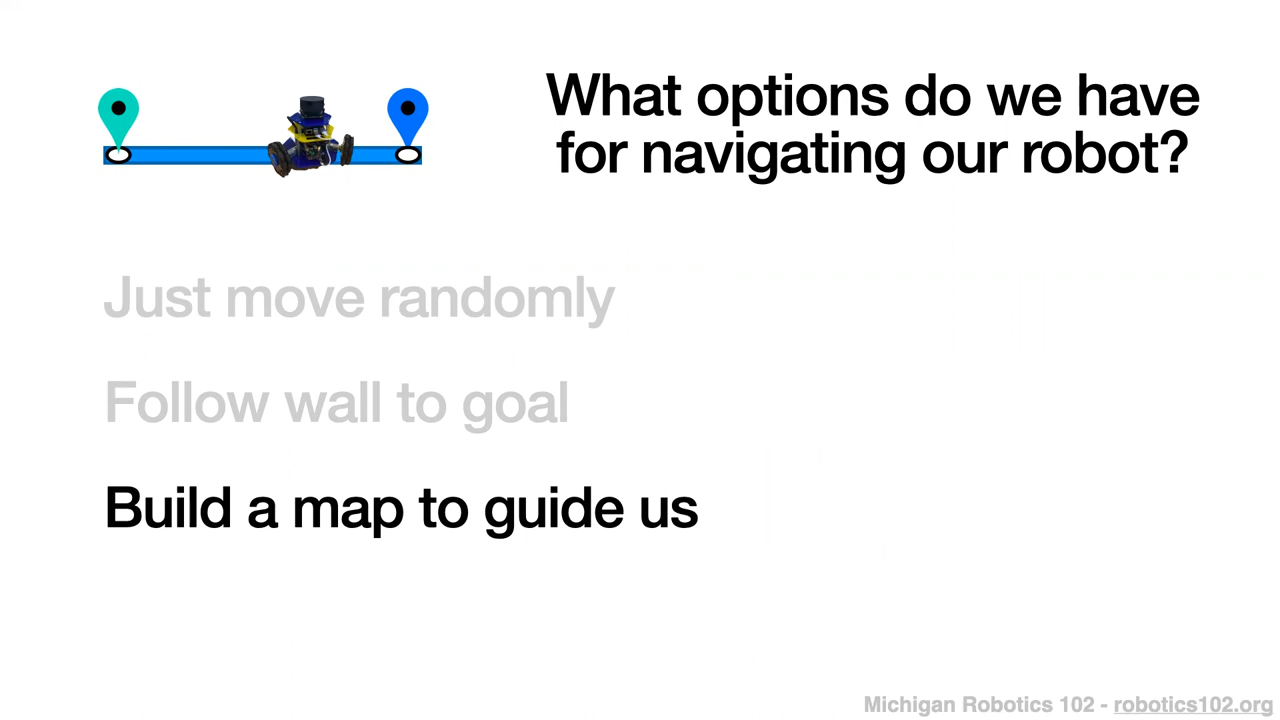 What options do we have
for navigating our robot?
Just move randomly
Follow wall to goal
Build a map to guide us
Michigan Robotics 102 - robotics102.org